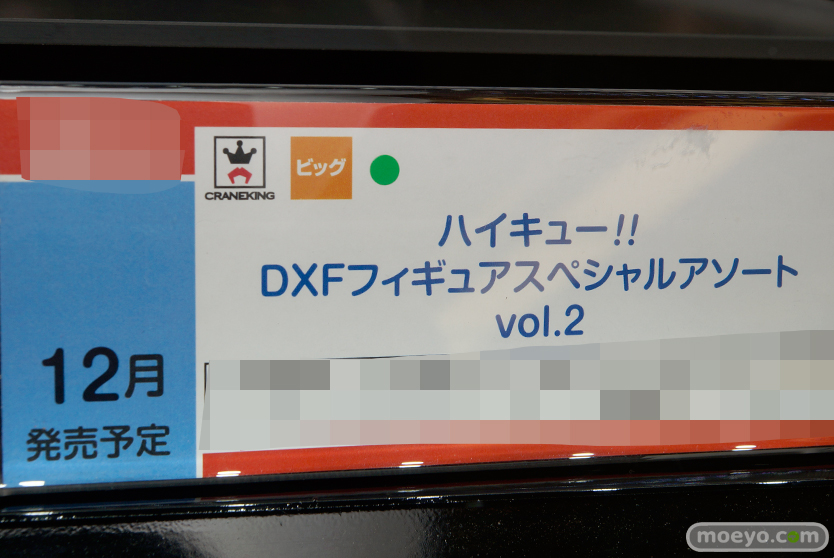 CRANEKING
ビッグ
ハイキュー!!
DXFフィギュアスペシャルアソート
vol.2
12月
発売予定
moeyo.com